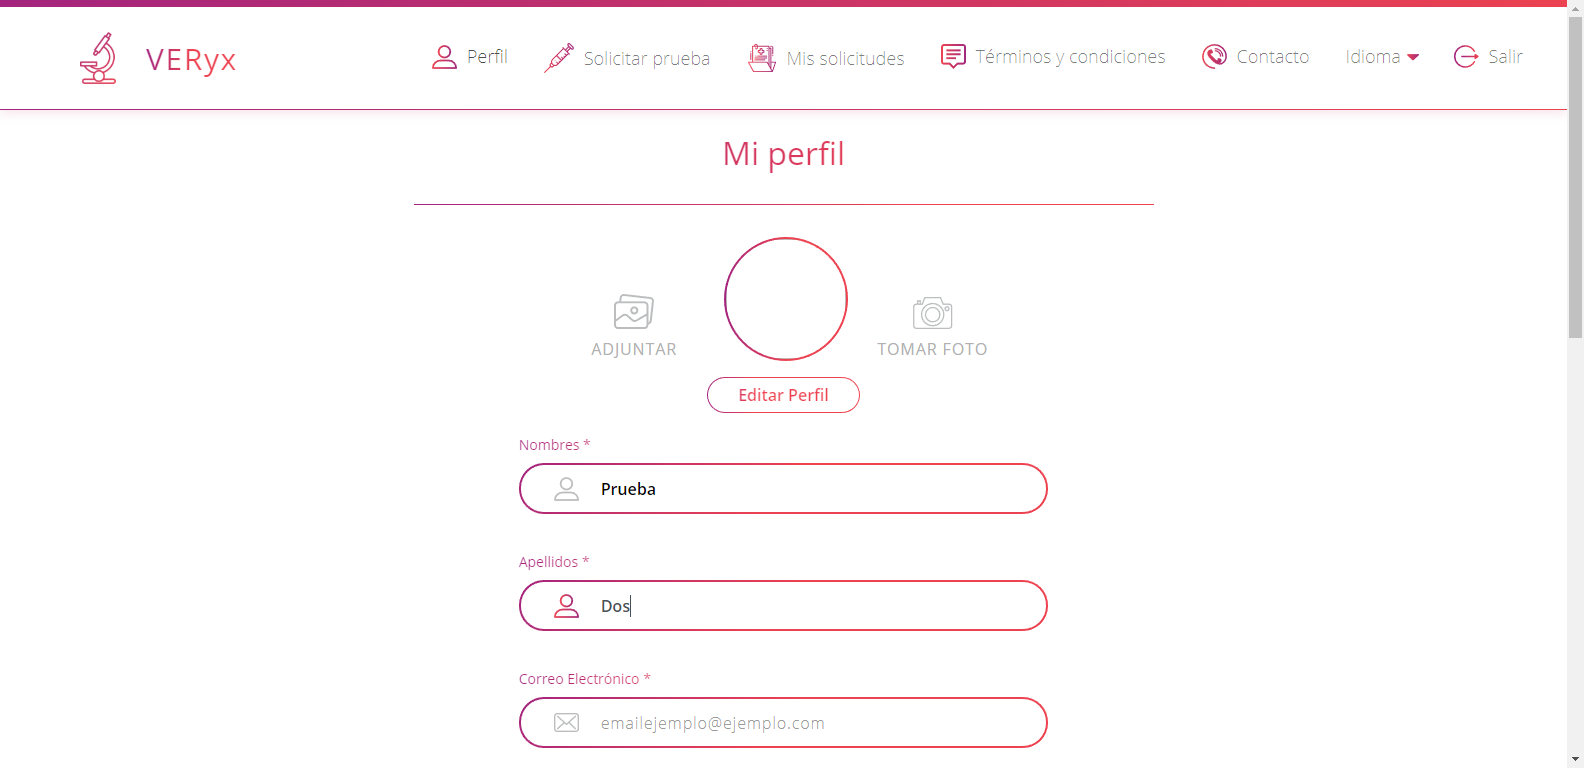 VERyx
Perfil
Solicitar prueba
Mis solicitudes
Términos y condiciones
Contacto
Idioma
Salir
Mi perfil
ADJUNTAR
TOMAR FOTO
Editar Perfil
Nombres *
Prueba
Apellidos *
Dos
Correo Electrónico *
emailejemplo@ejemplo.com